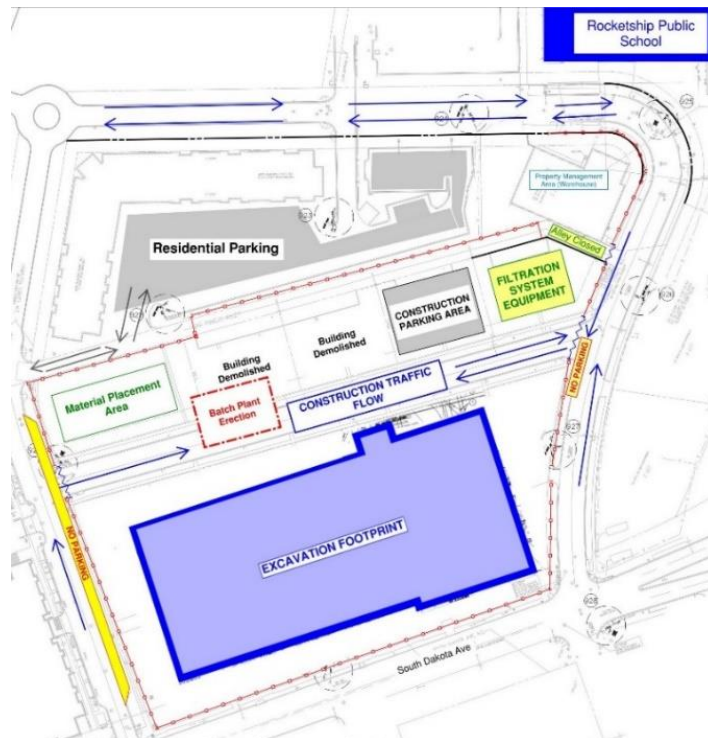 Rocketship Public
School
Property Management
Area (Warehouse)
Alley Closed
Residential Parking
FILTRATION
SYSTEM
EQUIPMENT
CONSTRUCTION
PARKING AREA
Building
Demolished
Building
Demolished
NO PARKING
CONSTRUCTION TRAFFIC
FLOW
Material Placement
Area
Batch Plant
Erection
NO PARKING
EXCAVATION FOOTPRINT
South Dakota Ave